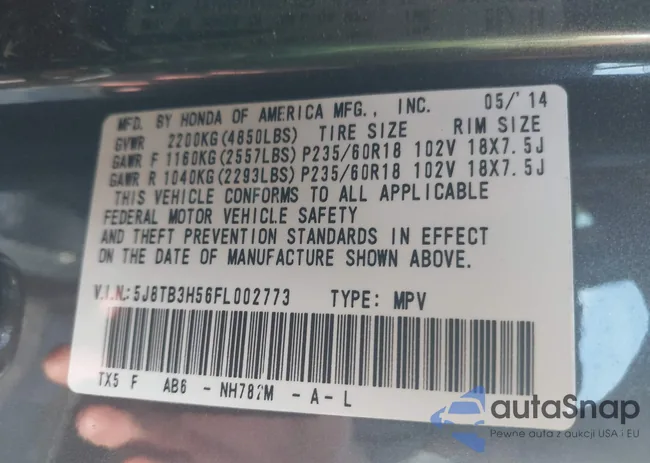 MFD. BY HONDA OF AMERICA MFG., INC. 05/'14
GVWR 2200KG(4850LBS) TIRE SIZE RIM SIZE
GAWR F 1160KG(2557LBS) P235/60R18 102V 18X7.5J
GAWR R 1040KG(2293LBS) P235/60R18 102V 18X7.5J
THIS VEHICLE CONFORMS TO ALL APPLICABLE
FEDERAL MOTOR VEHICLE SAFETY
AND THEFT PREVENTION STANDARDS IN EFFECT
ON THE DATE OF MANUFACTURE SHOWN ABOVE.
V.I.N:5J8TB3H56FL002773 TYPE: MPV
TX5 F AB6 - NH782M - A - L
autaSnap
Pewne auta z aukcji USA i EU